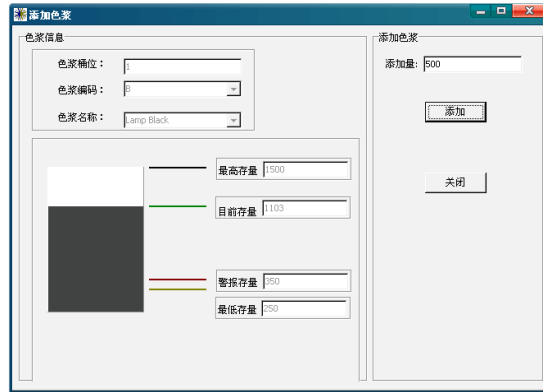 添加色浆
色浆信息
色浆桶位： 1
色浆编码： B
色浆名称： Lamp Black
最高存量 1500
目前存量 1103
警报存量 350
最低存量 250
添加色浆
添加量: 500
添加
关闭